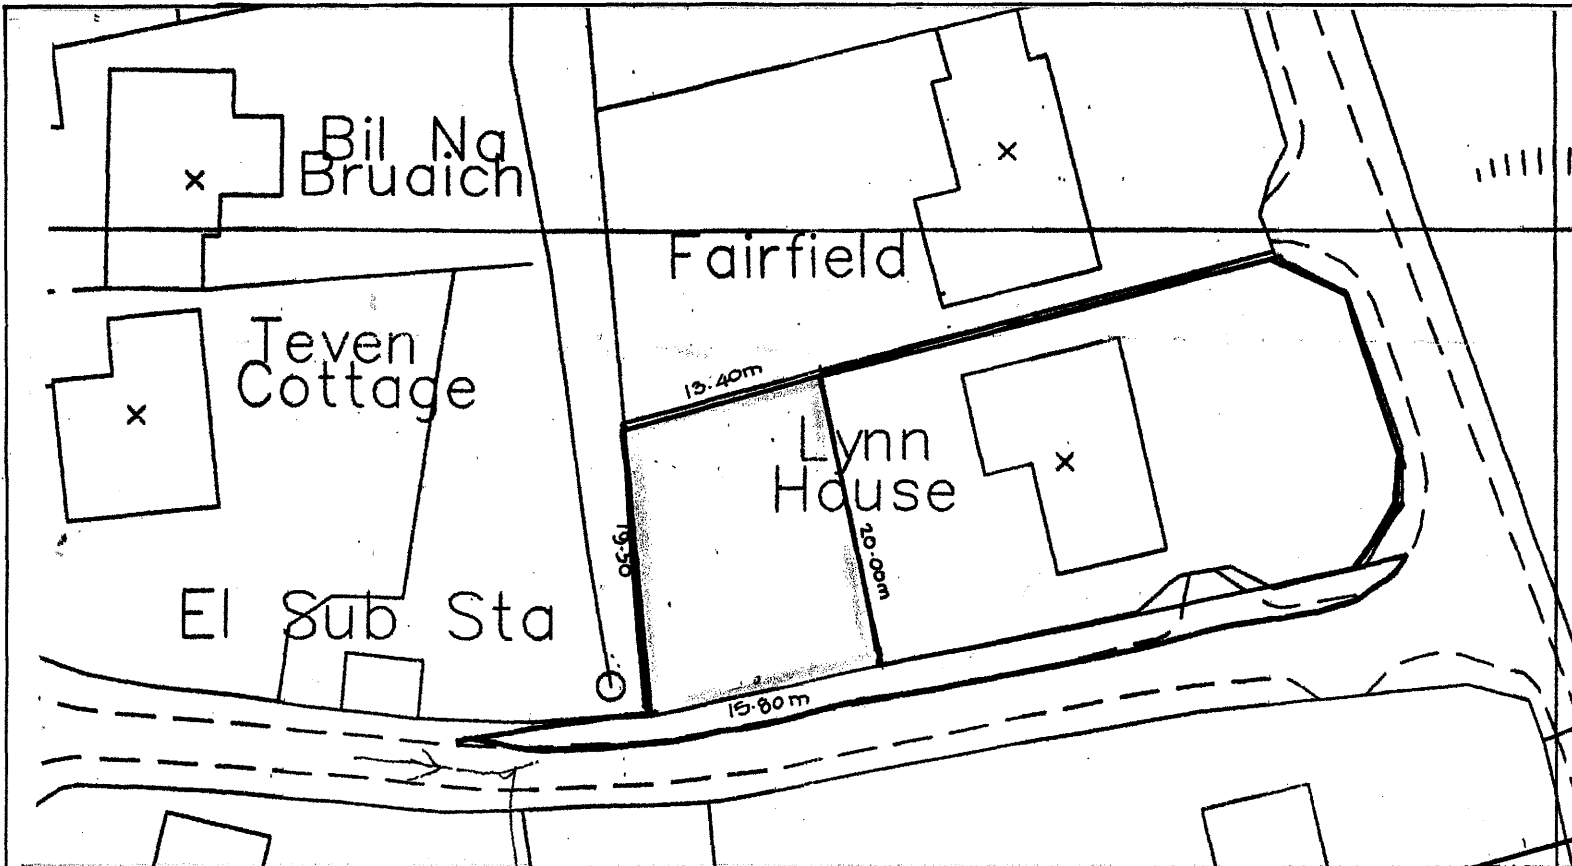 Bil Na
Bruaich
Fairfield
Teven
Cottage
13.40m
Lynn
House
19.50
20.00m
El Sub Sta
15.80m